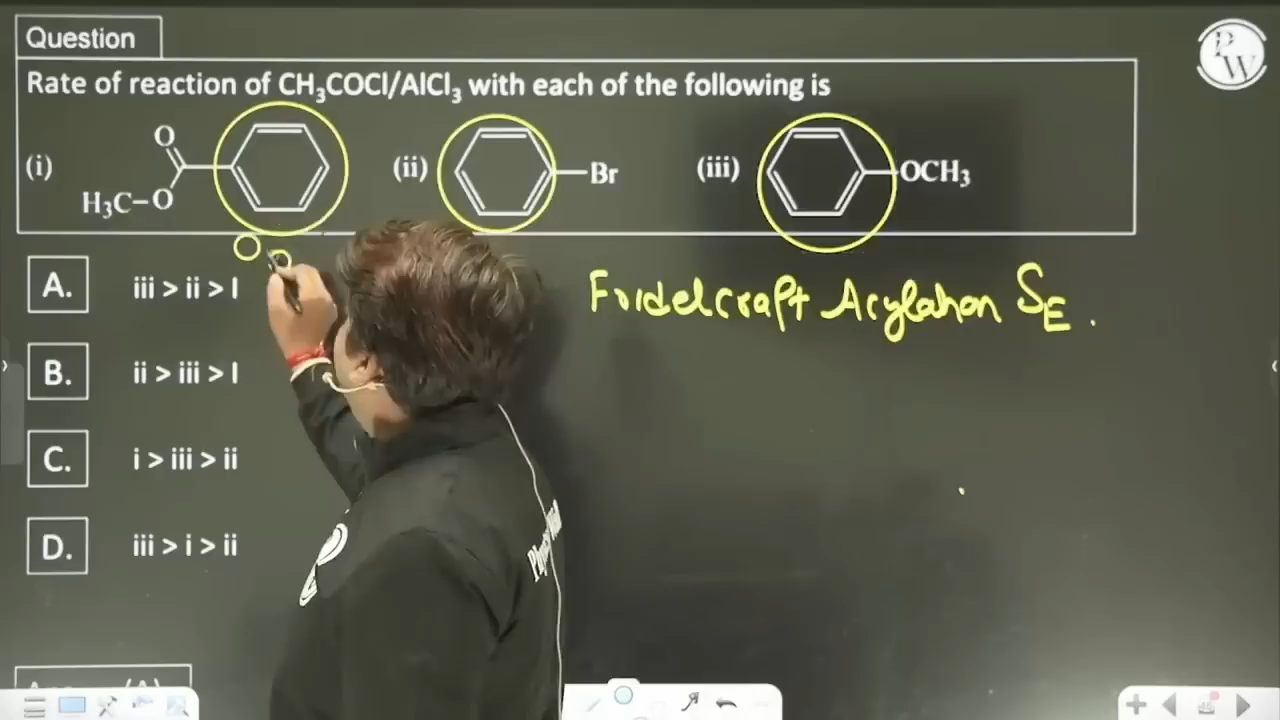 Question
PW
Rate of reaction of CH₃COCl/AlCl₃ with each of the following is
(i) O H₃C–O
(ii) Br
(iii) OCH₃
A. iii > ii > I
B. ii > iii > I
C. i > iii > ii
D. iii > i > ii
Fridelcraft Acylation SE.